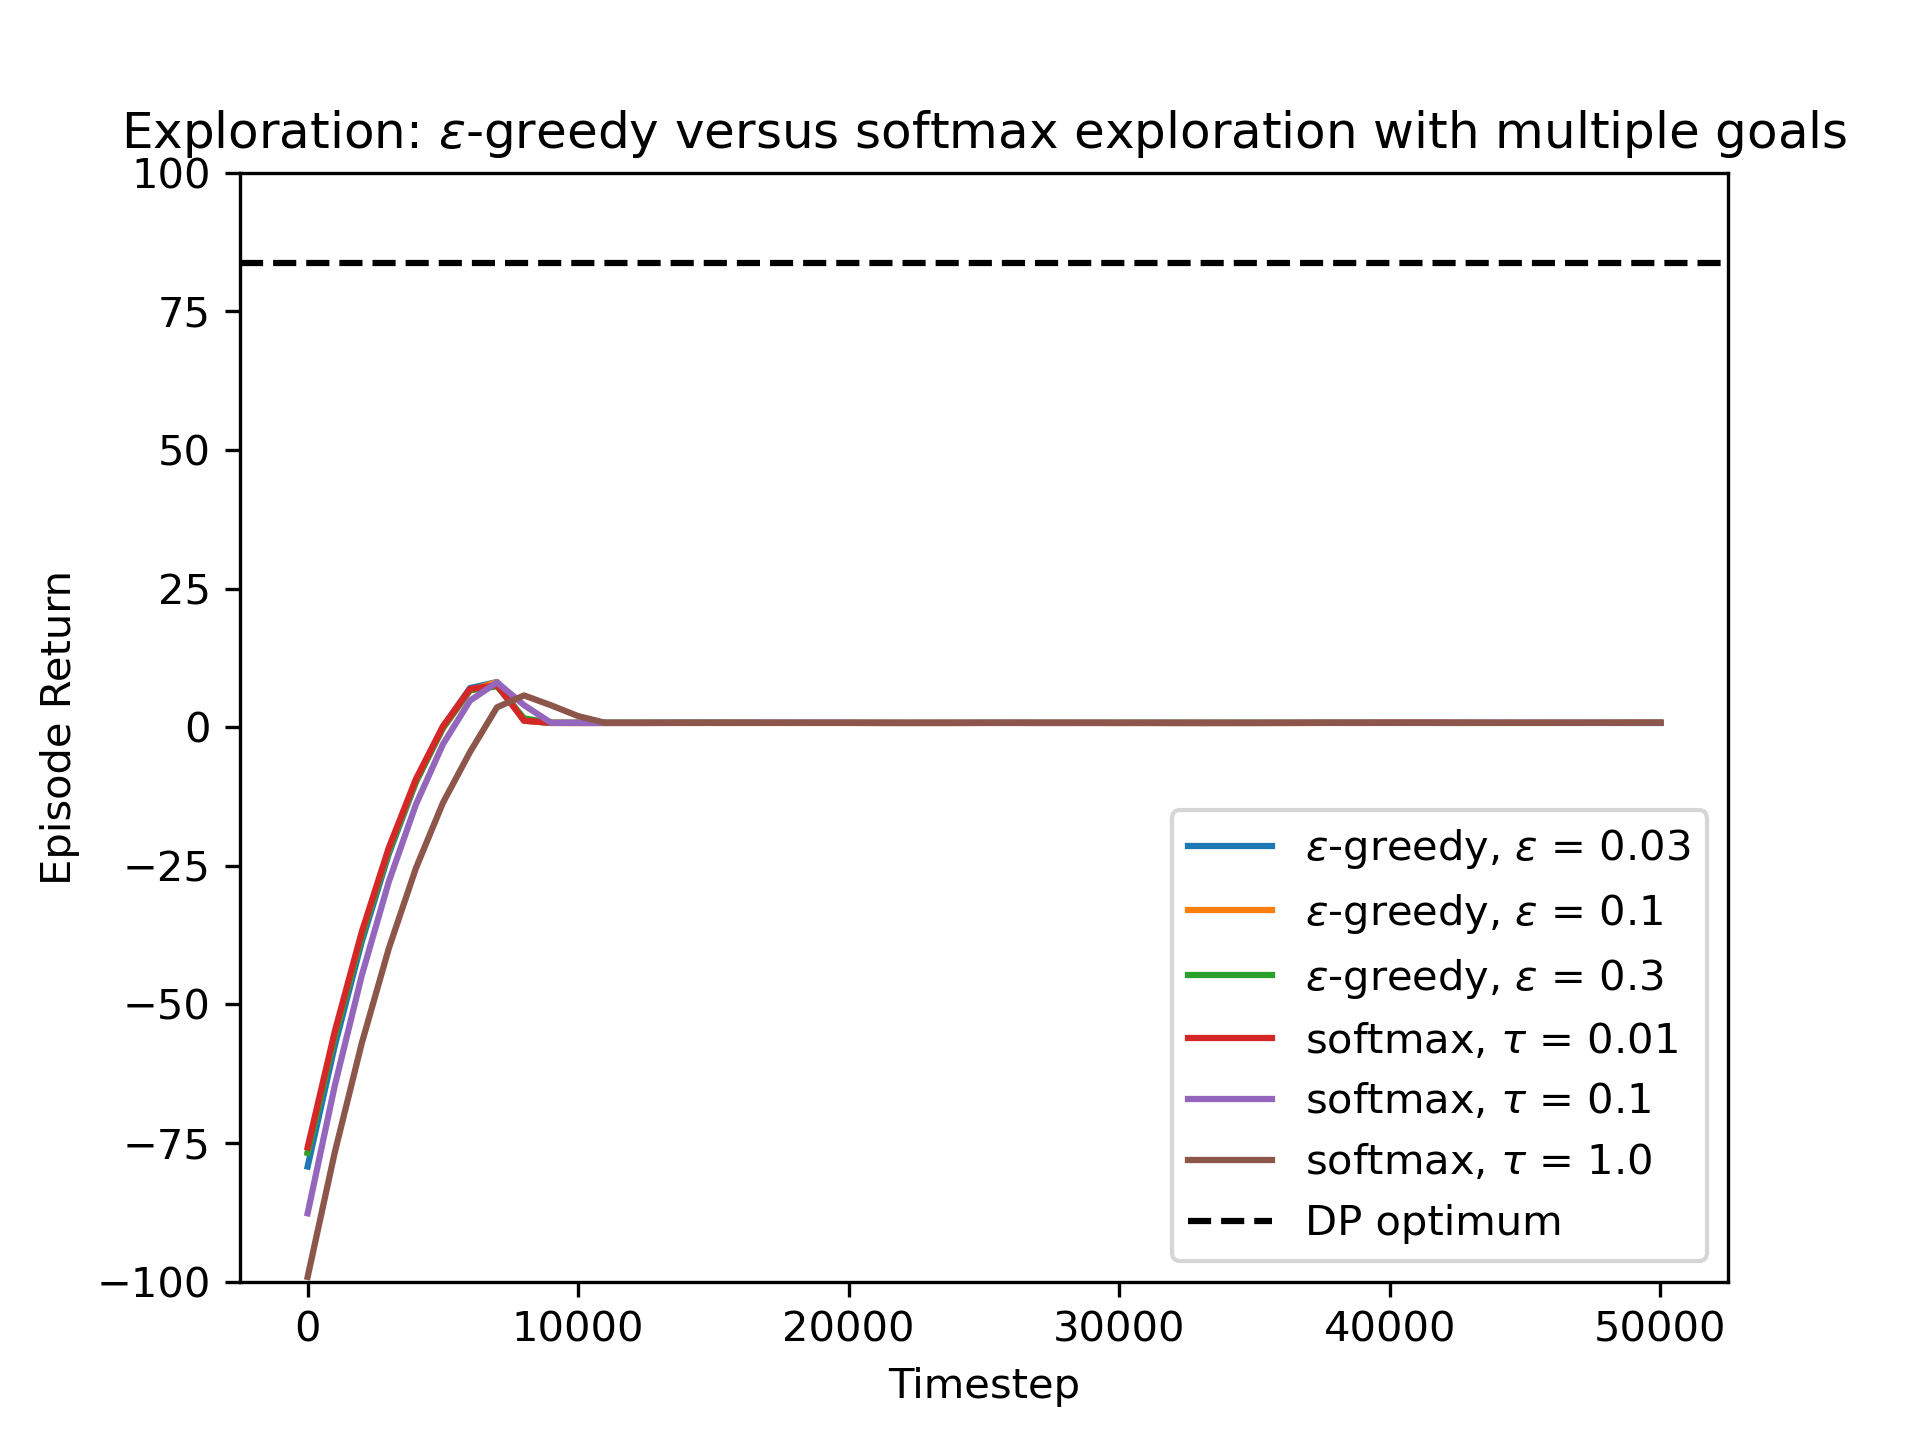 Exploration: ε-greedy versus softmax exploration with multiple goals
100
75
50
25
0
−25
−50
−75
−100
Episode Return
0 10000 20000 30000 40000 50000
Timestep
ε-greedy, ε = 0.03
ε-greedy, ε = 0.1
ε-greedy, ε = 0.3
softmax, τ = 0.01
softmax, τ = 0.1
softmax, τ = 1.0
DP optimum